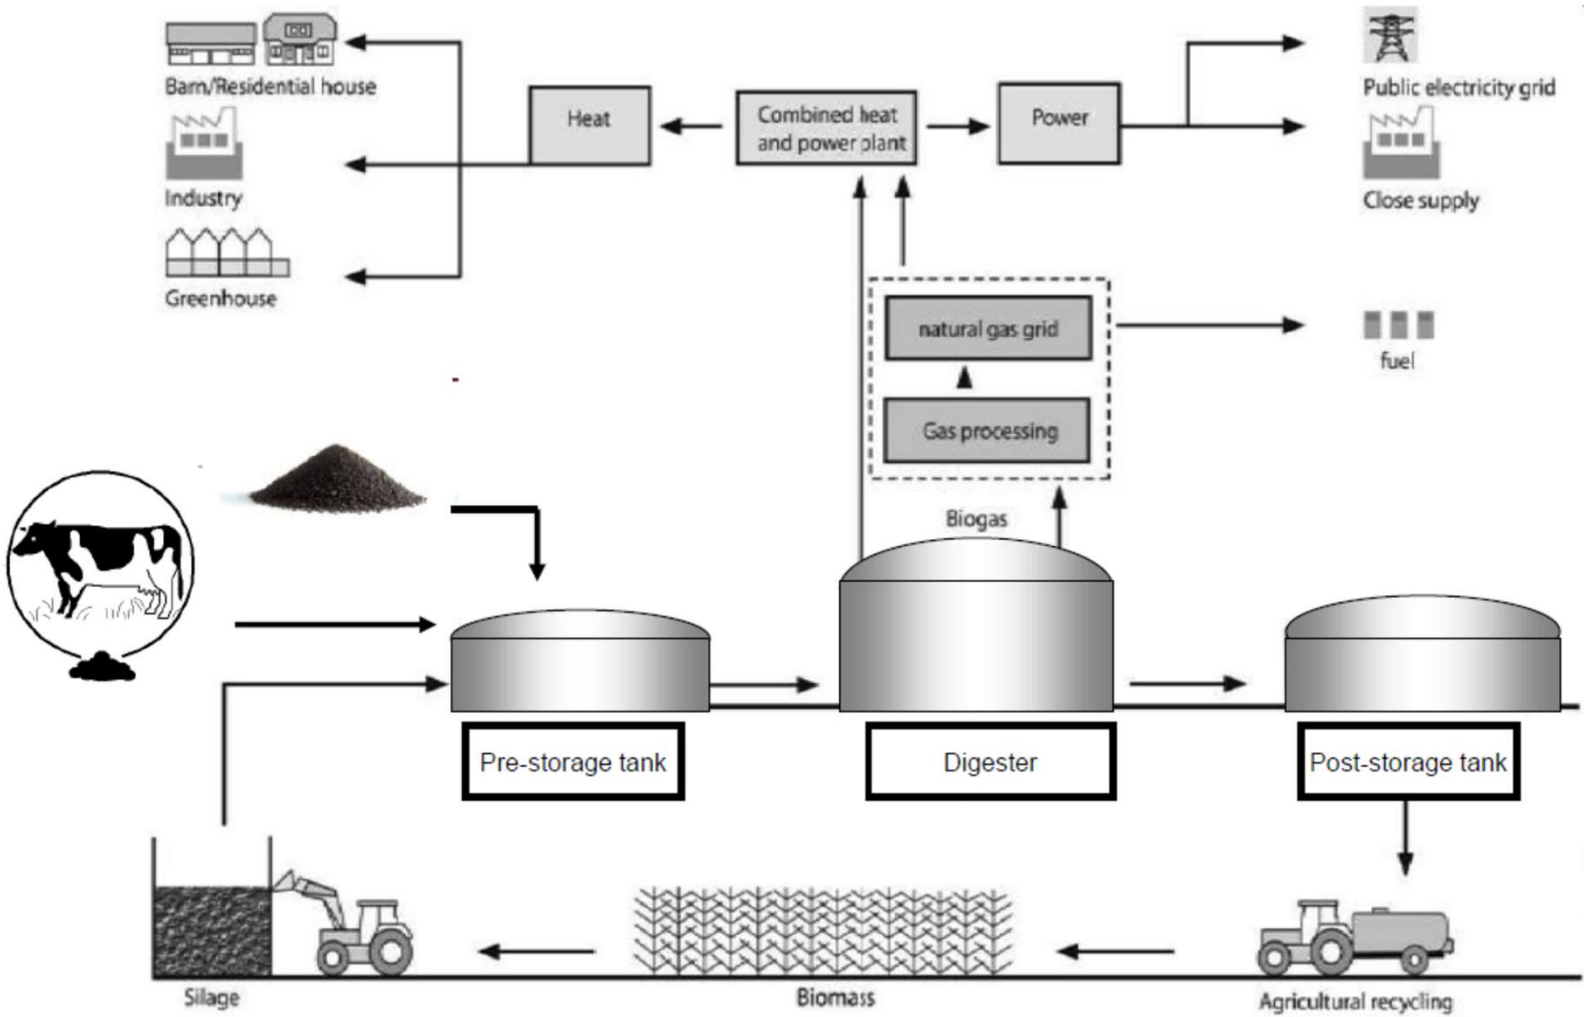 Barn/Residential house
Industry
Greenhouse
Heat
Combined heat
and power plant
Power
Public electricity grid
Close supply
natural gas grid
Gas processing
fuel
Biogas
Pre-storage tank
Digester
Post-storage tank
Silage
Biomass
Agricultural recycling